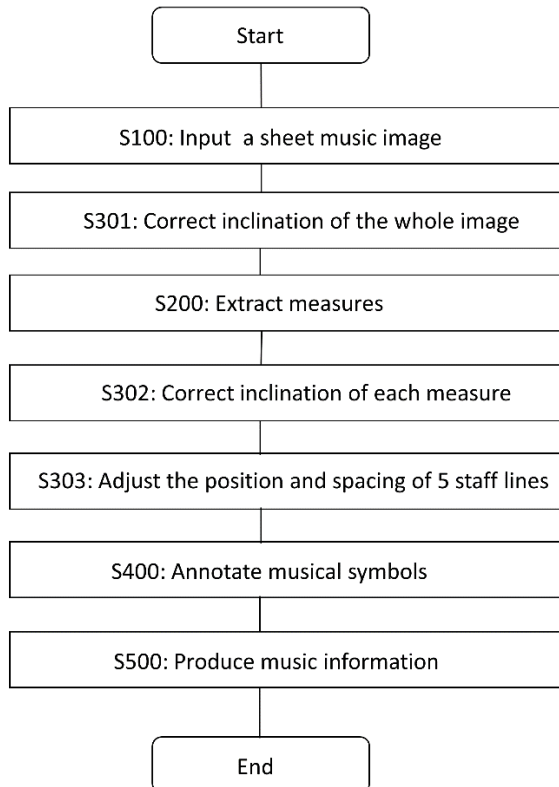 Start
S100: Input a sheet music image
S301: Correct inclination of the whole image
S200: Extract measures
S302: Correct inclination of each measure
S303: Adjust the position and spacing of 5 staff lines
S400: Annotate musical symbols
S500: Produce music information
End